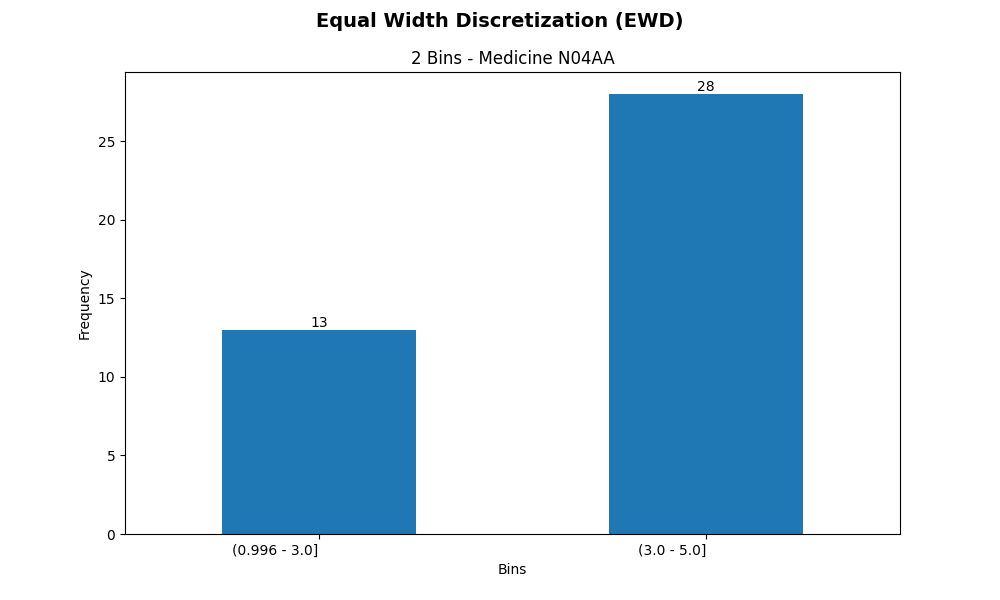 Equal Width Discretization (EWD)
2 Bins - Medicine N04AA
28
25
20
Frequency
15
13
10
5
0
(0.996 - 3.0]
(3.0 - 5.0]
Bins